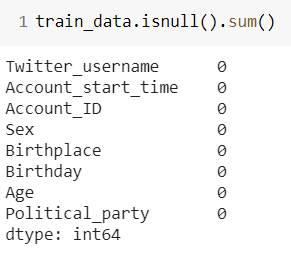 1 train_data.isnull().sum()
Twitter_username 0
Account_start_time 0
Account_ID 0
Sex 0
Birthplace 0
Birthday 0
Age 0
Political_party 0
dtype: int64